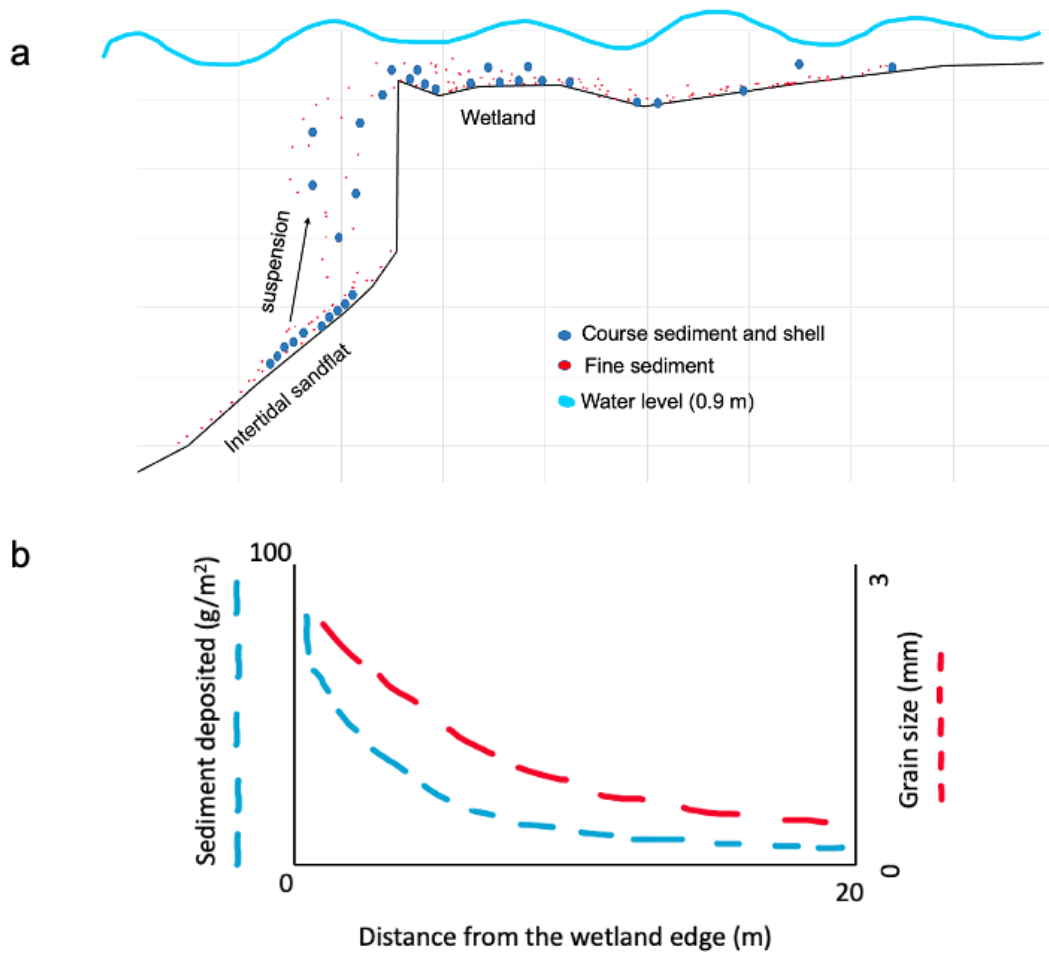 a
Wetland
suspension
Intertidal sandflat
Course sediment and shell
Fine sediment
Water level (0.9 m)
b
100
3
Sediment deposited (g/m²)
Grain size (mm)
0
0
20
Distance from the wetland edge (m)